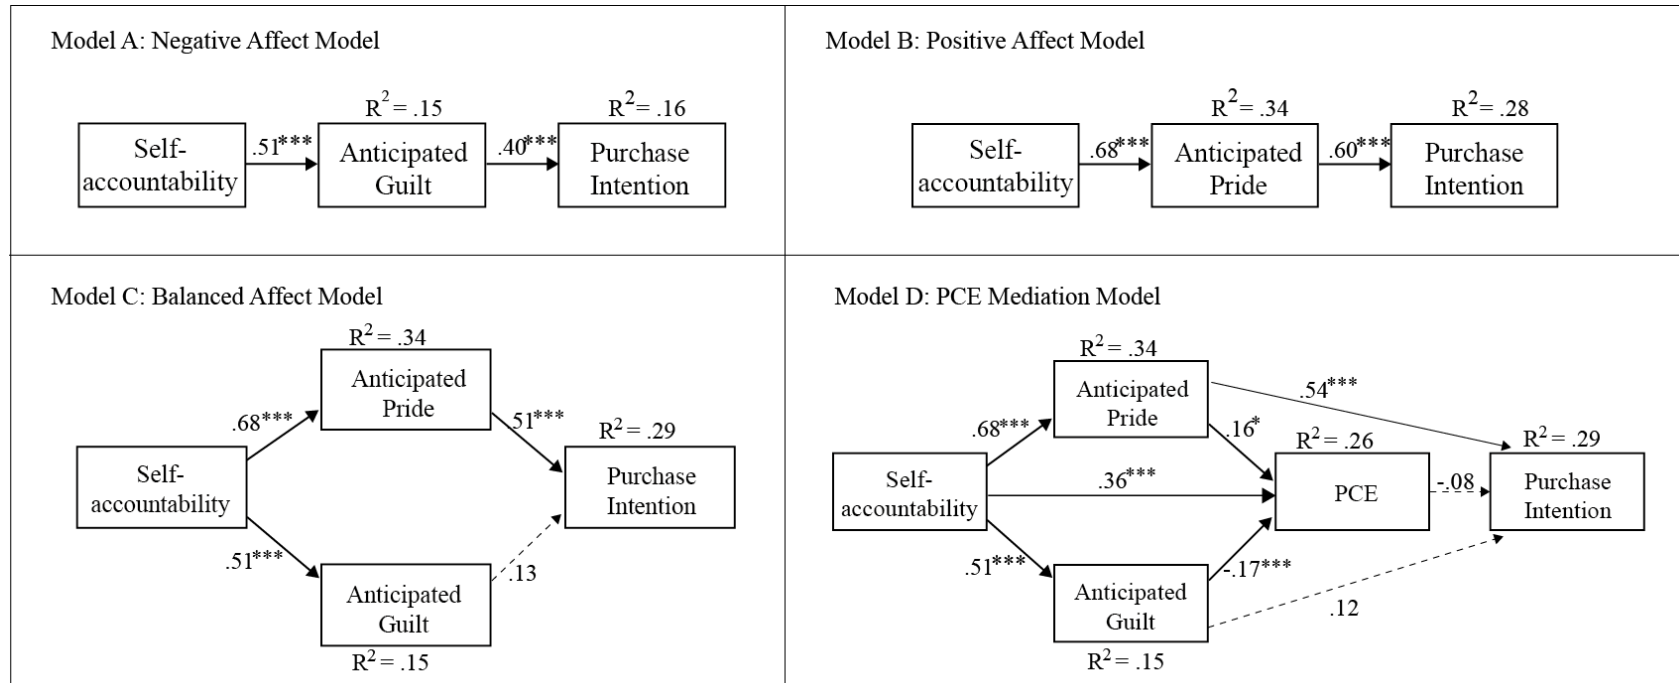 Model A: Negative Affect Model
R² = .15
R² = .16
Self-
accountability
.51***
Anticipated
Guilt
.40***
Purchase
Intention
Model B: Positive Affect Model
R² = .34
R² = .28
Self-
accountability
.68***
Anticipated
Pride
.60***
Purchase
Intention
Model C: Balanced Affect Model
R² = .34
Anticipated
Pride
.68***
.51***
R² = .29
Self-
accountability
Purchase
Intention
.51***
.13
Anticipated
Guilt
R² = .15
Model D: PCE Mediation Model
R² = .34
Anticipated
Pride
.54***
.68***
.16*
R² = .26
R² = .29
Self-
accountability
.36***
PCE
-.08
Purchase
Intention
.51***
-.17***
Anticipated
Guilt
.12
R² = .15